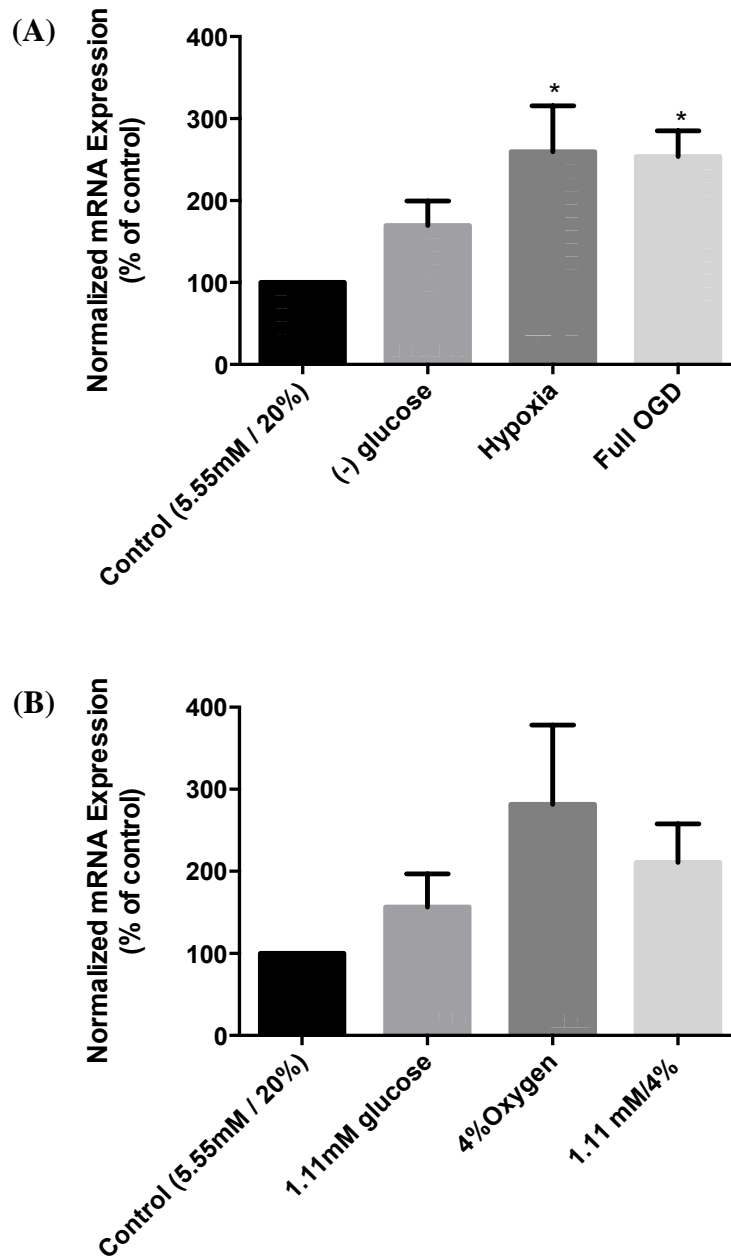 (A)
Normalized mRNA Expression
(% of control)
400
300
200
100
0
*
*
Control (5.55mM / 20%)
(-) glucose
Hypoxia
Full OGD
(B)
Normalized mRNA Expression
(% of control)
400
300
200
100
0
Control (5.55mM / 20%)
1.11mM glucose
4%Oxygen
1.11 mM/4%